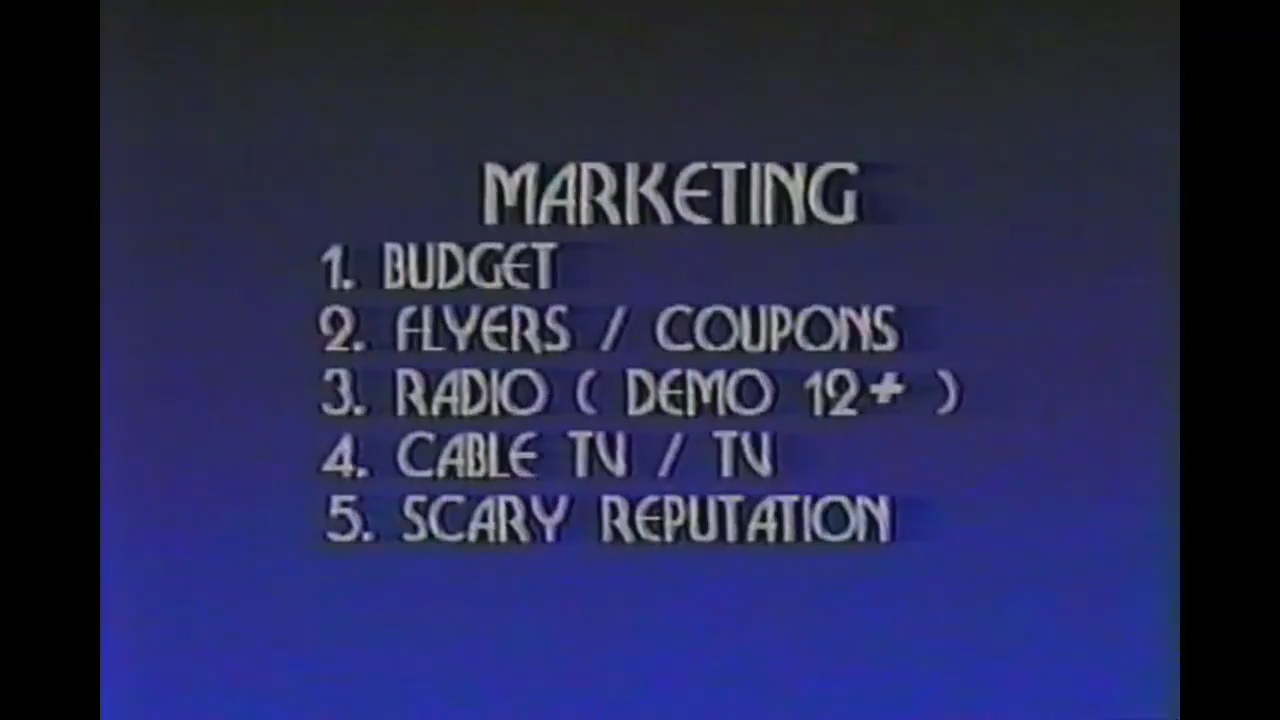 MARKETING
1. BUDGET
2. FLYERS / COUPONS
3. RADIO ( DEMO 12+ )
4. CABLE TV / TV
5. SCARY REPUTATION